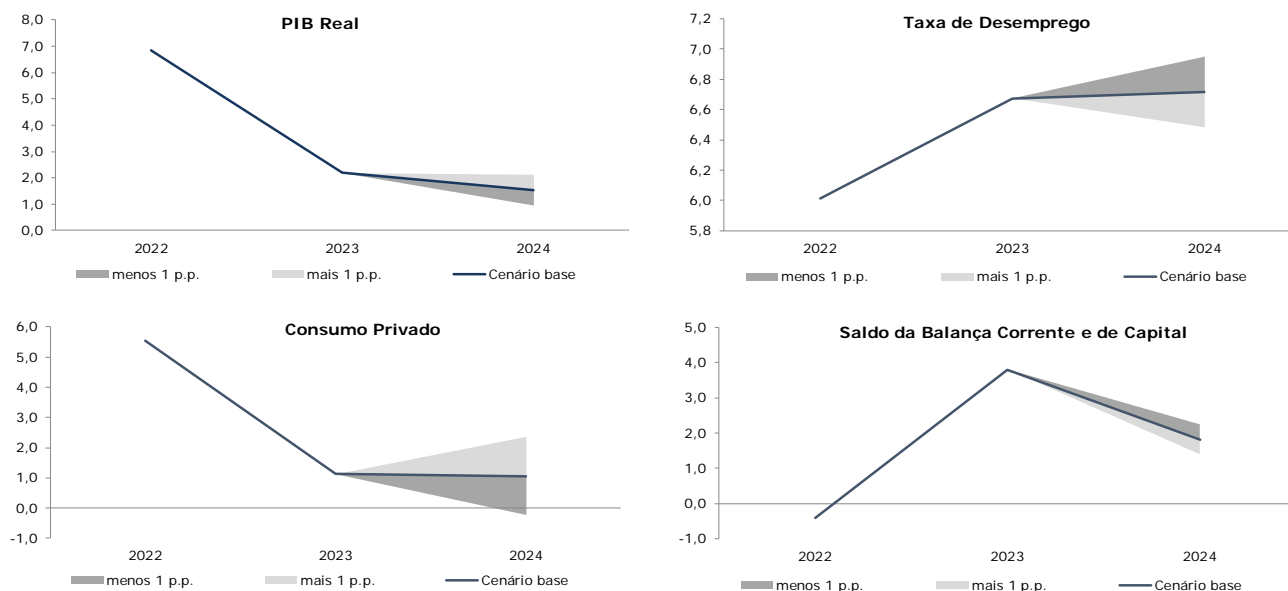 PIB Real
8,0
7,0
6,0
5,0
4,0
3,0
2,0
1,0
0,0
2022 2023 2024
menos 1 p.p. mais 1 p.p. Cenário base
Taxa de Desemprego
7,2
7,0
6,8
6,6
6,4
6,2
6,0
5,8
2022 2023 2024
menos 1 p.p. mais 1 p.p. Cenário base
Consumo Privado
6,0
5,0
4,0
3,0
2,0
1,0
0,0
-1,0
2022 2023 2024
menos 1 p.p. mais 1 p.p. Cenário base
Saldo da Balança Corrente e de Capital
5,0
4,0
3,0
2,0
1,0
0,0
-1,0
2022 2023 2024
menos 1 p.p. mais 1 p.p. Cenário base